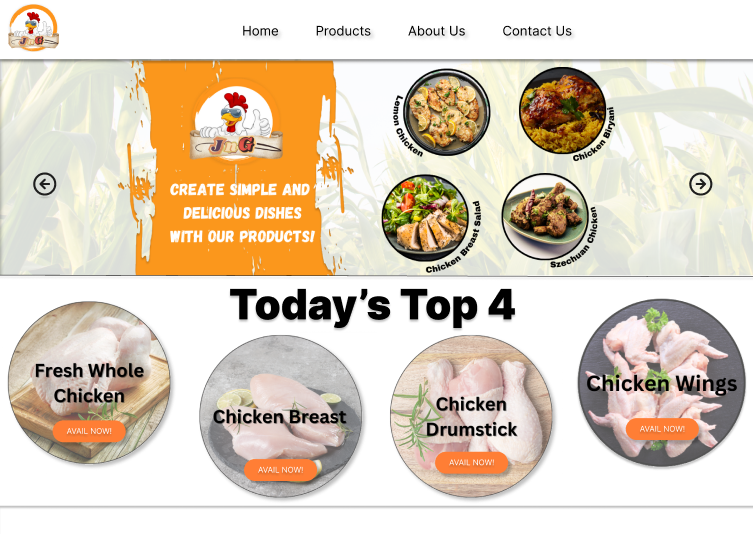 Home
Products
About Us
Contact Us
JnG
CREATE SIMPLE AND
DELICIOUS DISHES
WITH OUR PRODUCTS!
Lemon Chicken
Chicken Biryani
Chicken Breast Salad
Szechuan Chicken
Today's Top 4
Fresh Whole
Chicken
AVAIL NOW!
Chicken Breast
AVAIL NOW!
Chicken
Drumstick
AVAIL NOW!
Chicken Wings
AVAIL NOW!